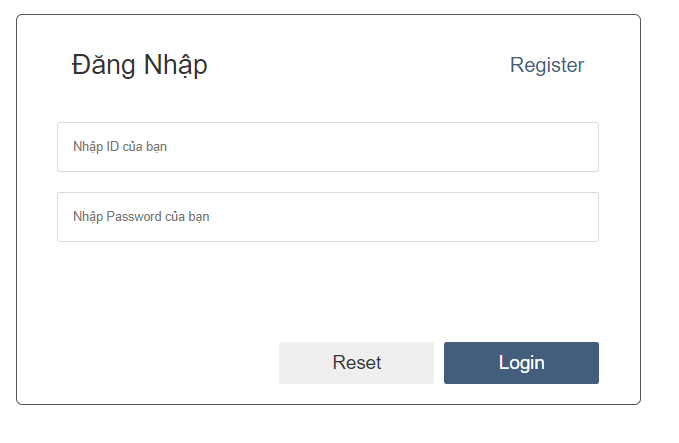 Đăng Nhập
Register
Nhập ID của bạn
Nhập Password của bạn
Reset
Login